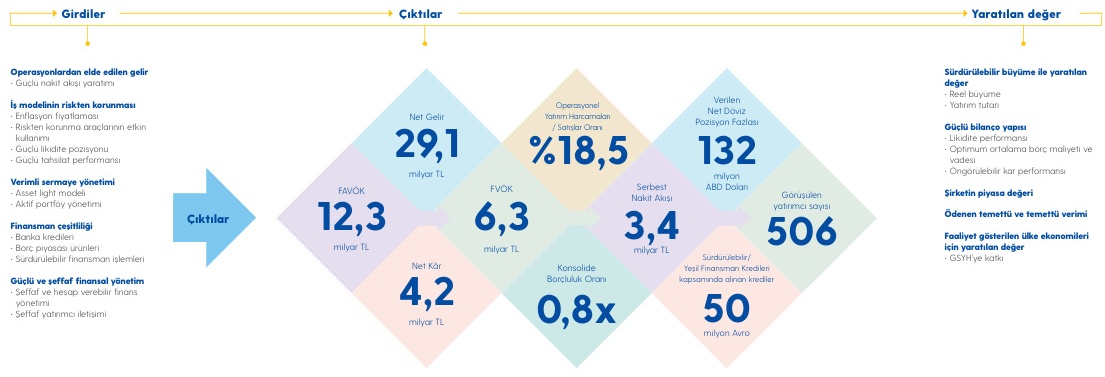 Girdiler
Çıktılar
Yaratılan değer
Operasyonlardan elde edilen gelir
· Güçlü nakit akışı yaratımı
İş modelinin riskten korunması
· Enflasyon fiyatlaması
· Riskten korunma araçlarının etkin
kullanımı
· Güçlü likidite pozisyonu
· Güçlü tahsilat performansı
Verimli sermaye yönetimi
· Asset light modeli
· Aktif portföy yönetimi
Finansman çeşitliliği
· Banka kredileri
· Borç piyasası ürünleri
· Sürdürülebilir finansman işlemleri
Güçlü ve şeffaf finansal yönetim
· Şeffaf ve hesap verebilir finans
yönetimi
· Şeffaf yatırımcı iletişimi
Çıktılar
FAVÖK
12,3
milyar TL
Net Gelir
29,1
milyar TL
Net Kâr
4,2
milyar TL
FVÖK
6,3
milyar TL
Operasyonel
Yatırım Harcamaları
/ Satışlar Oranı
%18,5
Konsolide
Borçluluk Oranı
0,8x
Serbest
Nakit Akışı
3,4
milyar TL
Verilen
Net Döviz
Pozisyon Fazlası
132
milyon
ABD Doları
Sürdürülebilir/
Yeşil Finansman Kredileri
kapsamında alınan krediler
50
milyon Avro
Görüşülen
yatırımcı sayısı
506
Sürdürülebilir büyüme ile yaratılan
değer
· Reel büyüme
· Yatırım tutarı
Güçlü bilanço yapısı
· Likidite performansı
· Optimum ortalama borç maliyeti ve
vadesi
· Öngörülebilir kar performansı
Şirketin piyasa değeri
Ödenen temettü ve temettü verimi
Faaliyet gösterilen ülke ekonomileri
için yaratılan değer
· GSYH'ye katkı